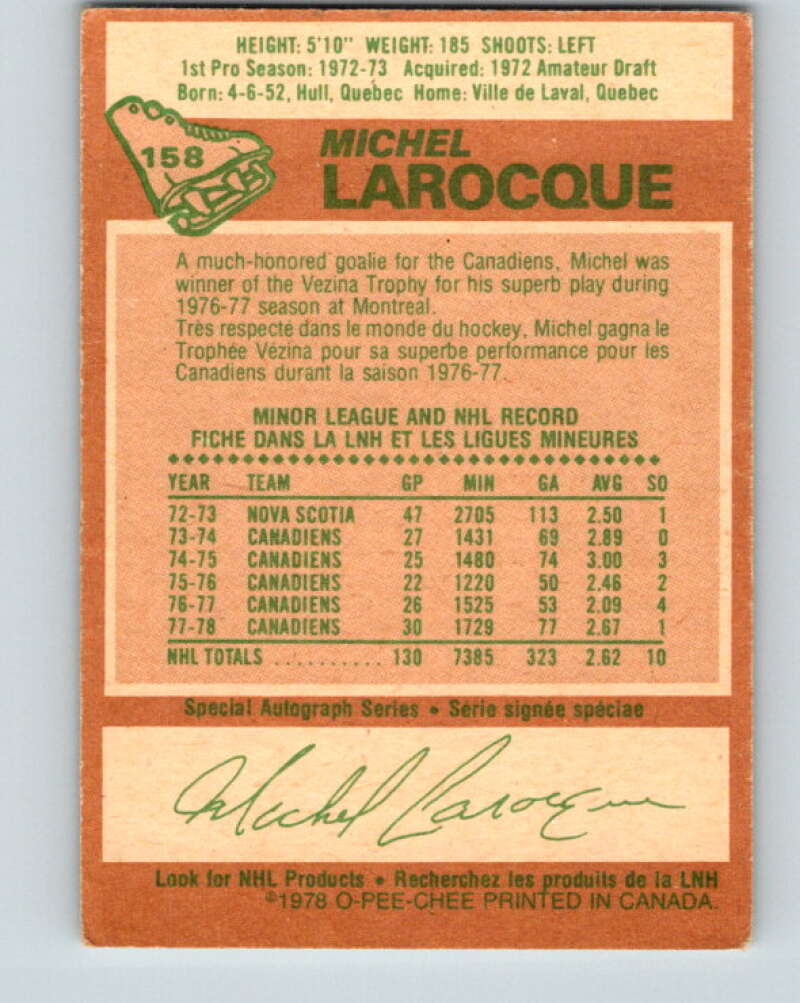 HEIGHT: 5'10" WEIGHT: 185 SHOOTS: LEFT
1st Pro Season: 1972-73 Acquired: 1972 Amateur Draft
Born: 4-6-52, Hull, Quebec Home: Ville de Laval, Quebec
158
MICHEL
LAROCQUE
A much-honored goalie for the Canadiens, Michel was
winner of the Vezina Trophy for his superb play during
1976-77 season at Montreal.
Très respecté dans le monde du hockey, Michel gagna le
Trophée Vézina pour sa superbe performance pour les
Canadiens durant la saison 1976-77.
MINOR LEAGUE AND NHL RECORD
FICHE DANS LA LNH ET LES LIGUES MINEURES
YEAR TEAM GP MIN GA AVG SO
72-73 NOVA SCOTIA 47 2705 113 2.50 1
73-74 CANADIENS 27 1431 69 2.89 0
74-75 CANADIENS 25 1480 74 3.00 3
75-76 CANADIENS 22 1220 50 2.46 2
76-77 CANADIENS 26 1525 53 2.09 4
77-78 CANADIENS 30 1729 77 2.67 1
NHL TOTALS .......... 130 7385 323 2.62 10
Special Autograph Series • Série signée spéciae
Michel Larocque
Look for NHL Products • Recherchez les produits de la LNH
©1978 O-PEE-CHEE PRINTED IN CANADA.